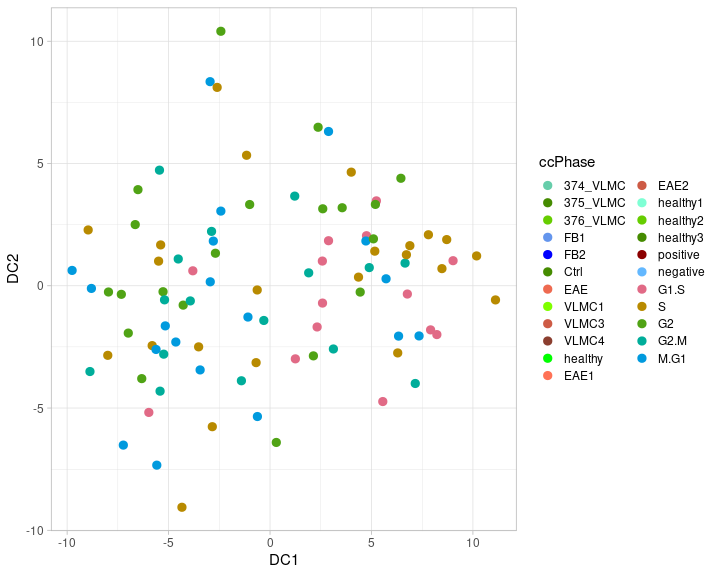 10
5
0
-5
-10
-10
-5
0
5
10
DC1
DC2
ccPhase
374_VLMC
375_VLMC
376_VLMC
FB1
FB2
Ctrl
EAE
VLMC1
VLMC3
VLMC4
healthy
EAE1
EAE2
healthy1
healthy2
healthy3
positive
negative
G1.S
S
G2
G2.M
M.G1